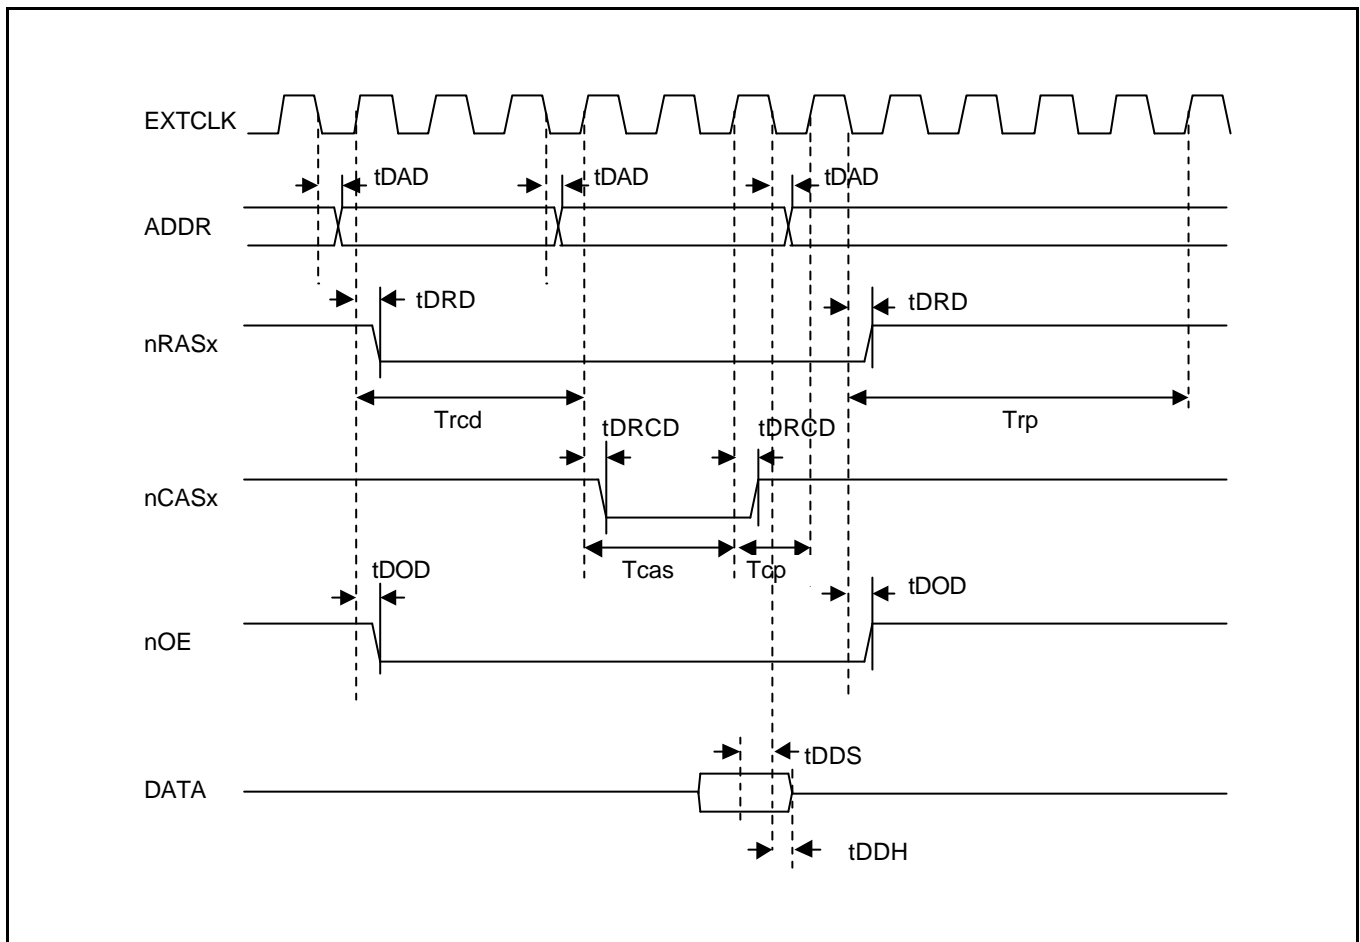 EXTCLK
tDAD
tDAD
tDAD
ADDR
tDRD
tDRD
nRASx
Trcd
Trp
tDRCD
tDRCD
nCASx
Tcas
Tcp
tDOD
tDOD
nOE
tDDS
DATA
tDDH